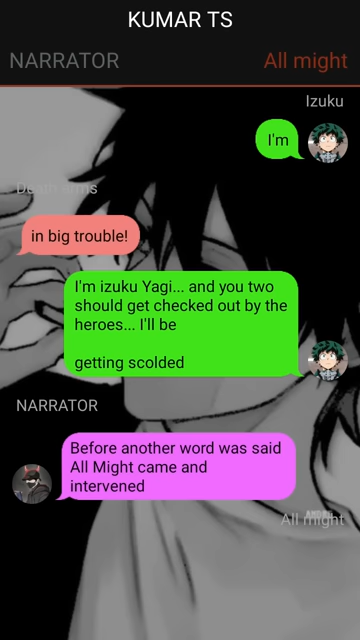 KUMAR TS
NARRATOR
All might
Izuku
I'm
Death arms
in big trouble!
I'm izuku Yagi... and you two
should get checked out by the
heroes... I'll be
getting scolded
NARRATOR
Before another word was said
All Might came and
intervened
All might